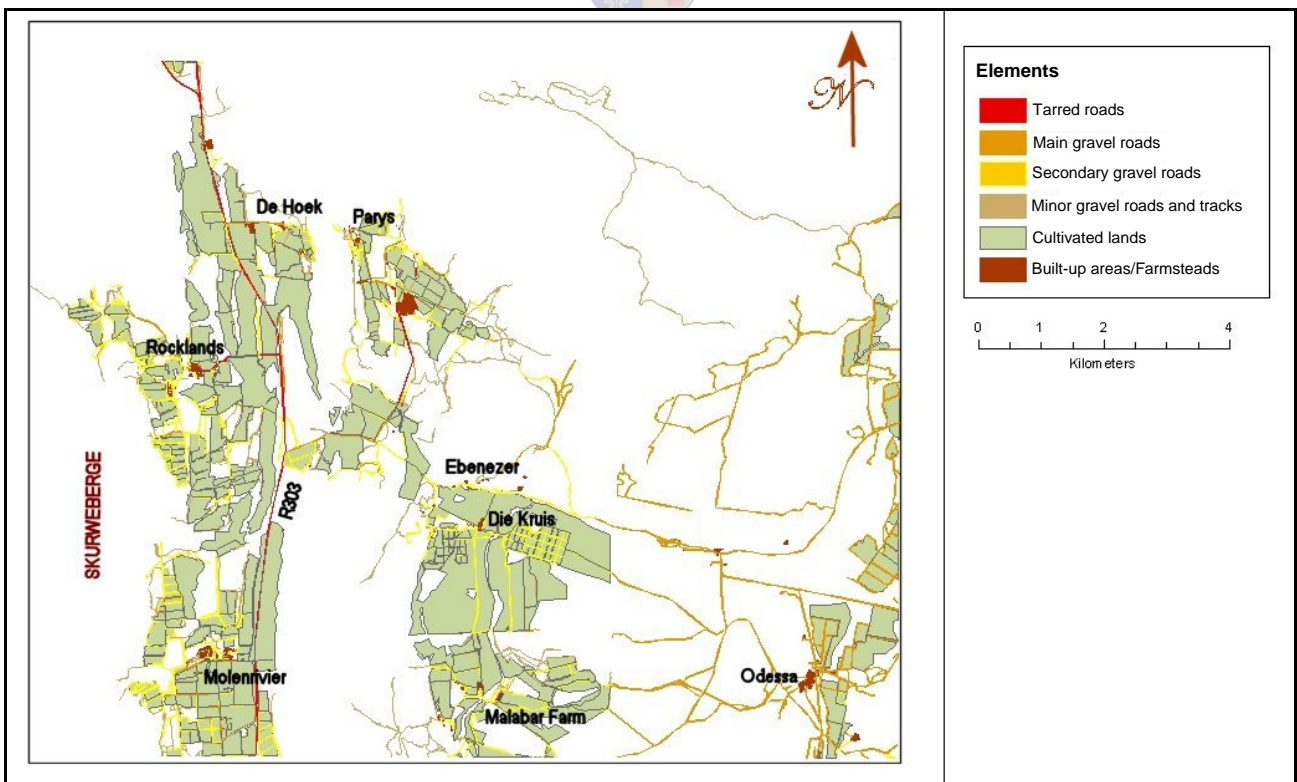 N
De Hoek
Parys
Rocklands
Ebenezer
R303
Die Kruis
SKURWEBERGE
Molenrivier
Odessa
Malabar Farm
Elements
Tarred roads
Main gravel roads
Secondary gravel roads
Minor gravel roads and tracks
Cultivated lands
Built-up areas/Farmsteads
0 1 2 4
Kilometers